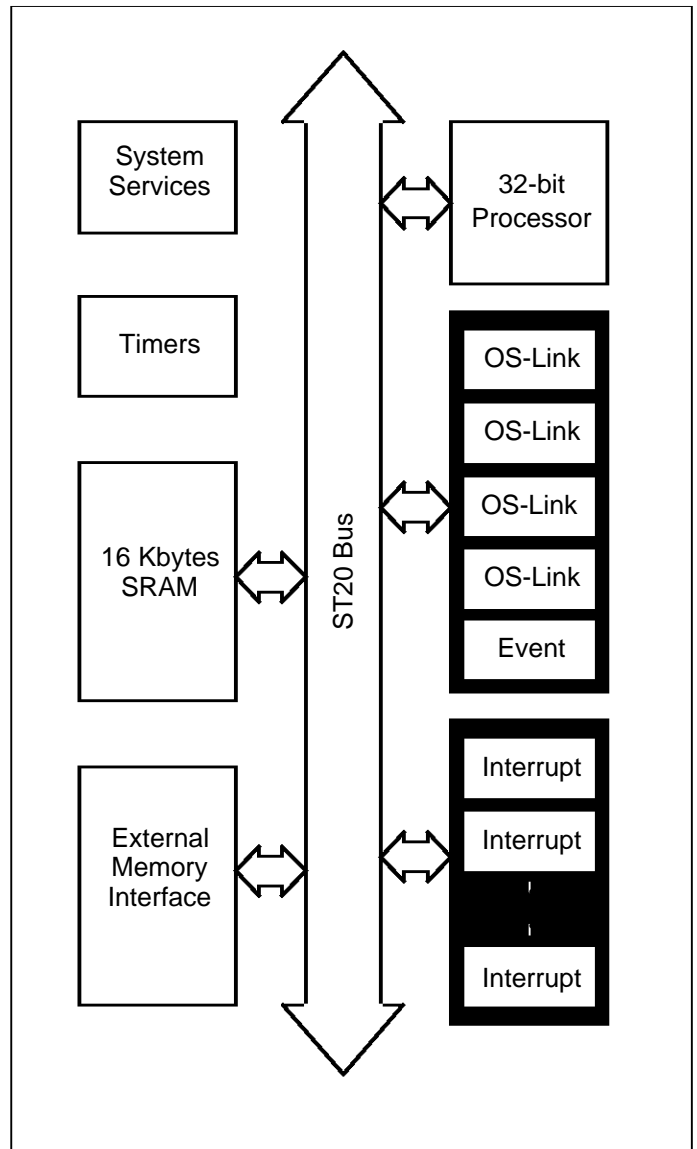 System
Services
Timers
16 Kbytes
SRAM
External
Memory
Interface
ST20 Bus
32-bit
Processor
OS-Link
OS-Link
OS-Link
OS-Link
Event
Interrupt
Interrupt
Interrupt